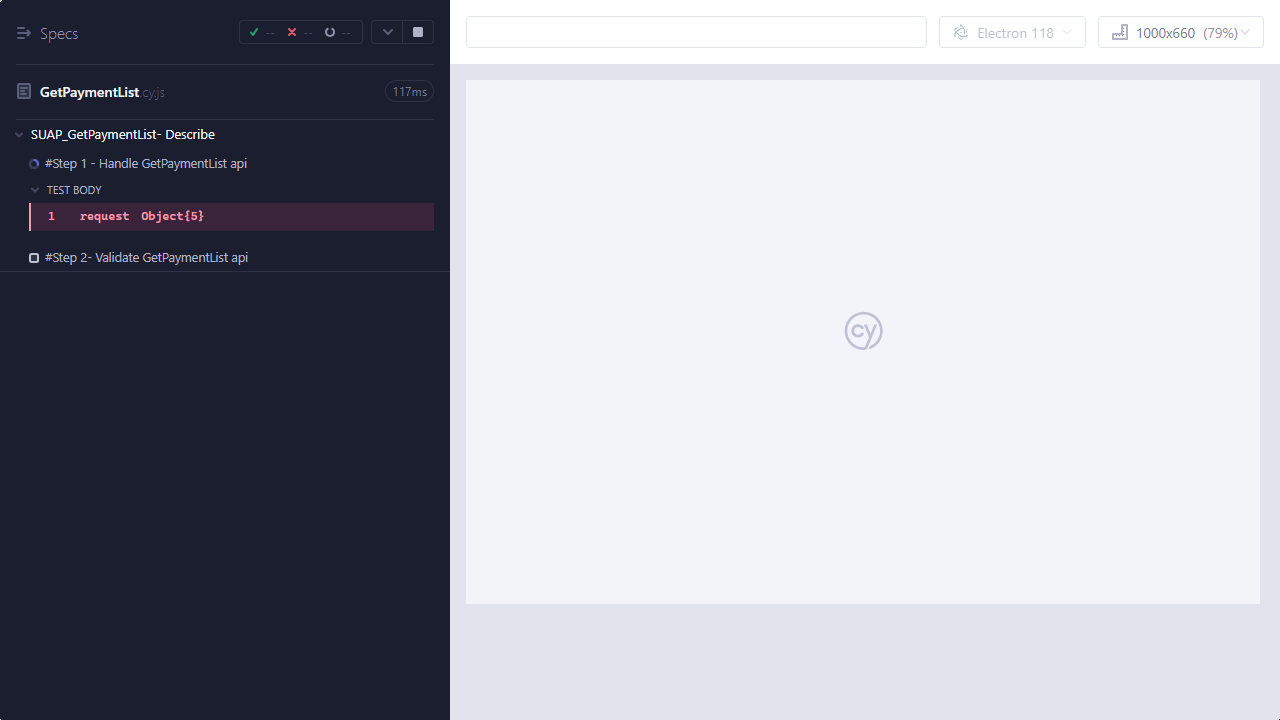 Specs -- -- --
GetPaymentList.cy.js 117ms
SUAP_GetPaymentList- Describe
#Step 1 - Handle GetPaymentList api
TEST BODY
1 request Object{5}
#Step 2- Validate GetPaymentList api
Electron 118 1000x660 (79%)
cy